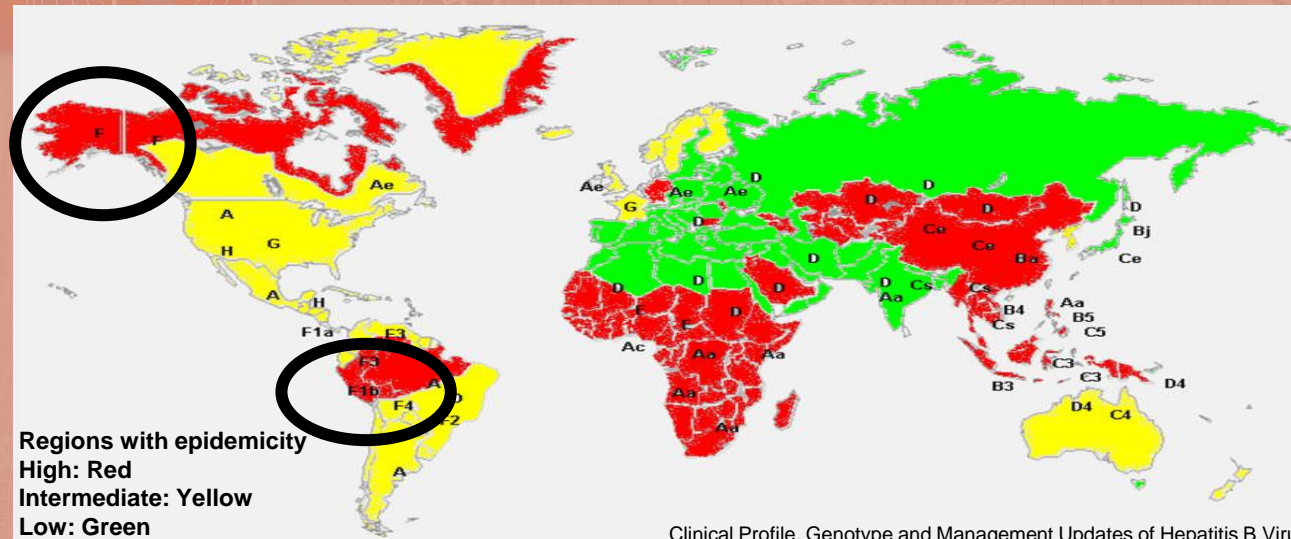 F
F
Ae
A
G
H
A
H
F1a
E3
F3
F1b
A
D
F4
F2
A
Ae
Ae
Ae
D
G
D
D
D
D
D
D
D
E
E
D
Ac
Aa
Aa
Aa
Aa
D
D
Ce
Ce
Ba
D
Bj
Ce
D
Aa
Cs
Cs
B4
Cs
Aa
B5
C5
C3
C3
B3
D4
D4
C4
Regions with epidemicity
High: Red
Intermediate: Yellow
Low: Green
Clinical Profile, Genotype and Management Updates of Hepatitis B Viru